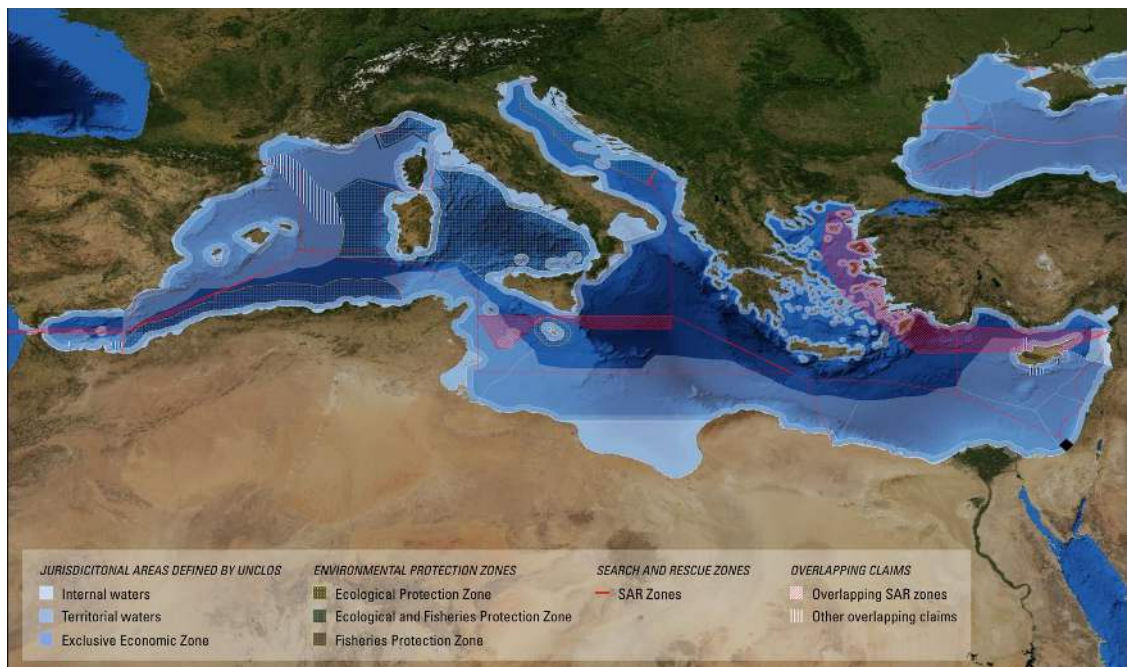 JURISDICITONAL AREAS DEFINED BY UNCLOS
Internal waters
Territorial waters
Exclusive Economic Zone
ENVIRONMENTAL PROTECTION ZONES
Ecological Protection Zone
Ecological and Fisheries Protection Zone
Fisheries Protection Zone
SEARCH AND RESCUE ZONES
SAR Zones
OVERLAPPING CLAIMS
Overlapping SAR zones
Other overlapping claims